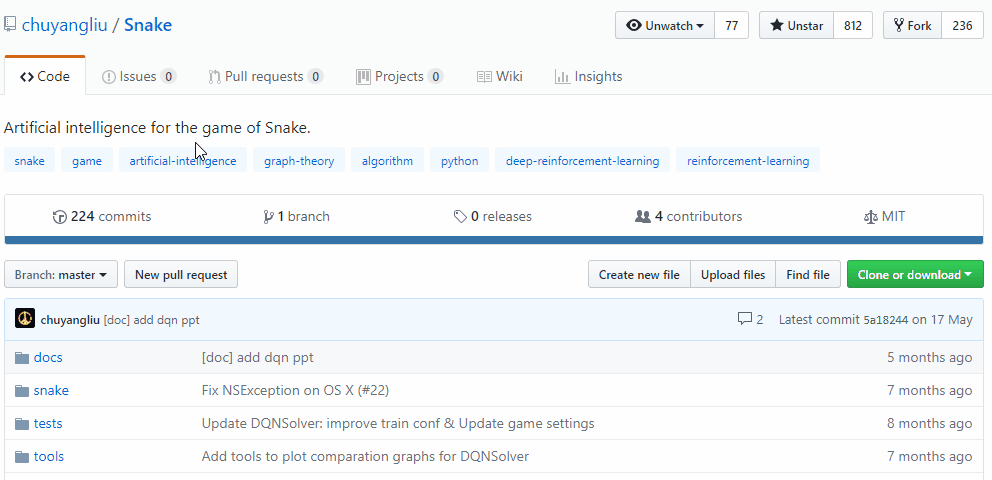 chuyangliu / Snake
Unwatch 77 Unstar 812 Fork 236
Code Issues 0 Pull requests 0 Projects 0 Wiki Insights
Artificial intelligence for the game of Snake.
snake game artificial-intelligence graph-theory algorithm python deep-reinforcement-learning reinforcement-learning
224 commits 1 branch 0 releases 4 contributors MIT
Branch: master New pull request Create new file Upload files Find file Clone or download
chuyangliu [doc] add dqn ppt 2 Latest commit 5a18244 on 17 May
docs [doc] add dqn ppt 5 months ago
snake Fix NSException on OS X (#22) 7 months ago
tests Update DQNSolver: improve train conf & Update game settings 8 months ago
tools Add tools to plot comparation graphs for DQNSolver 7 months ago